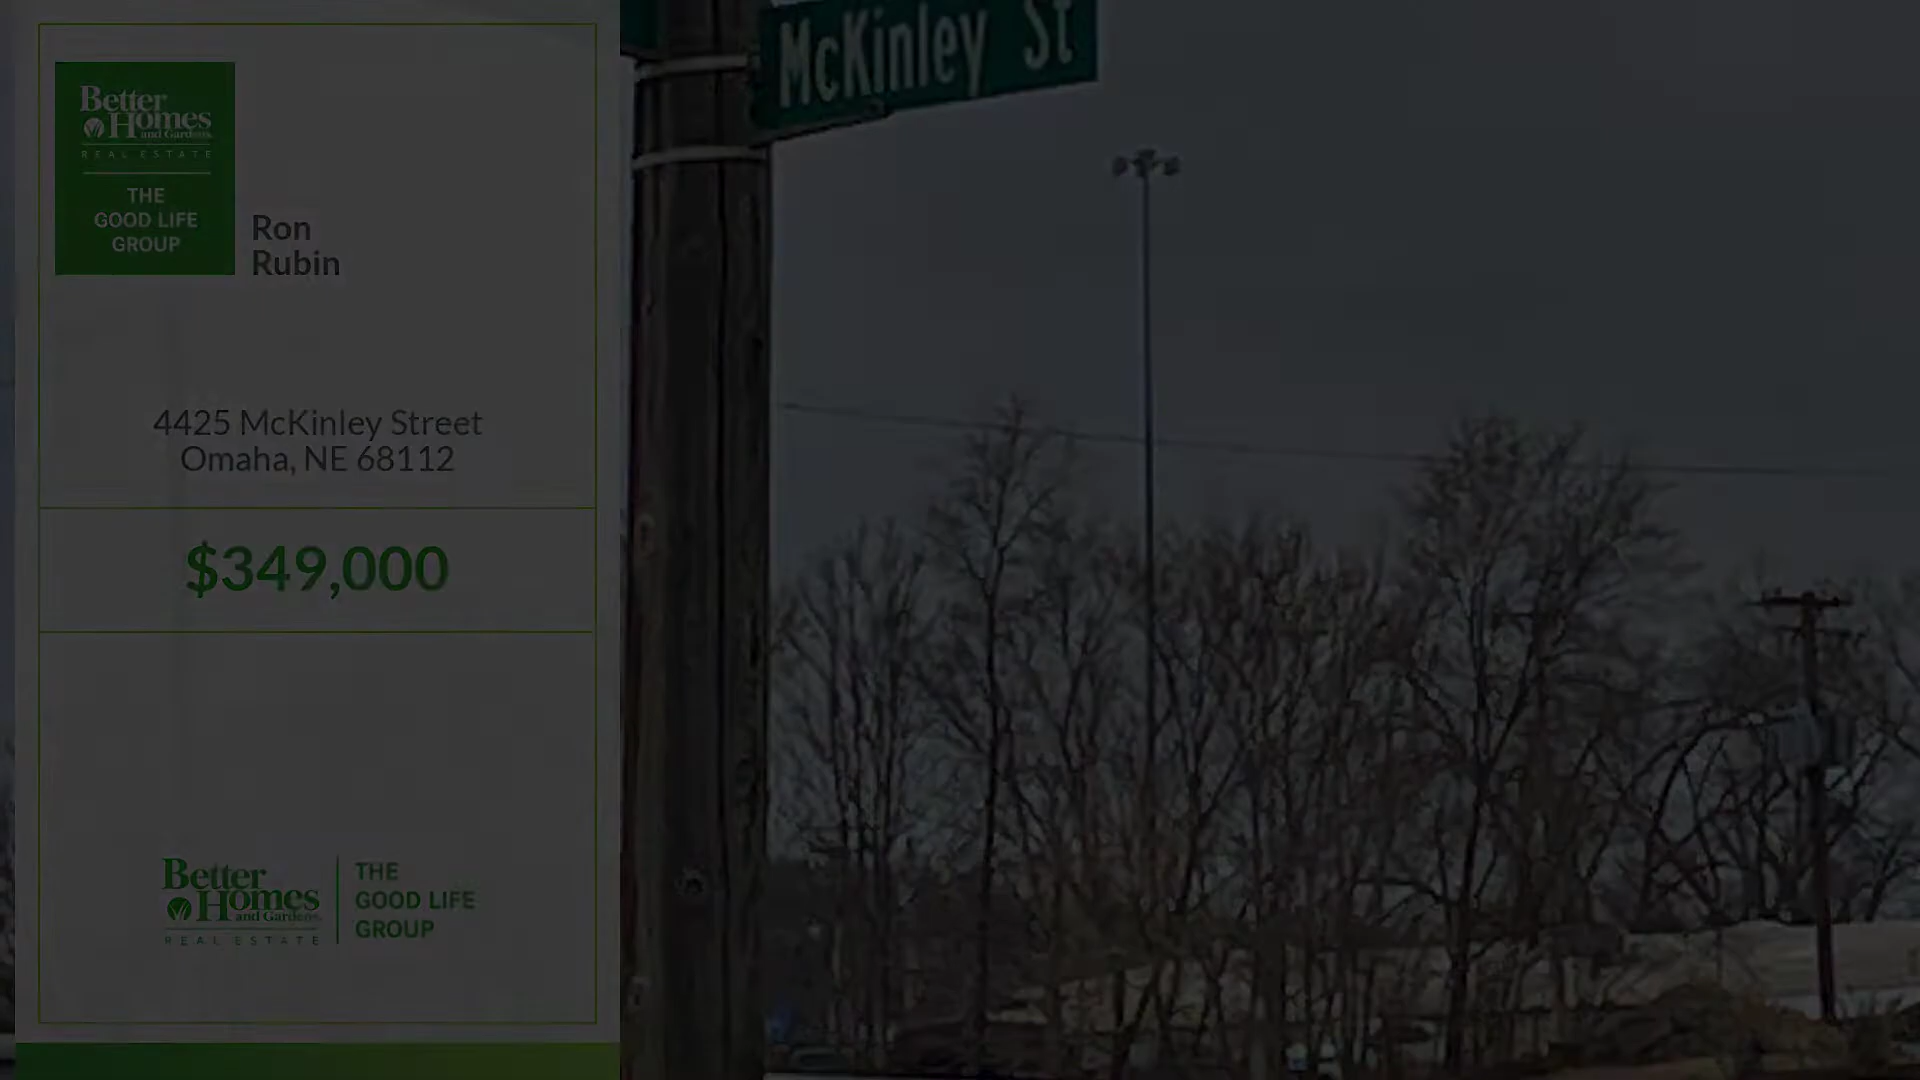 Better
Homes
and Gardens
REAL ESTATE
THE
GOOD LIFE
GROUP
Ron
Rubin
4425 McKinley Street
Omaha, NE 68112
$349,000
Better
Homes
and Gardens
REAL ESTATE
THE
GOOD LIFE
GROUP
McKinley St